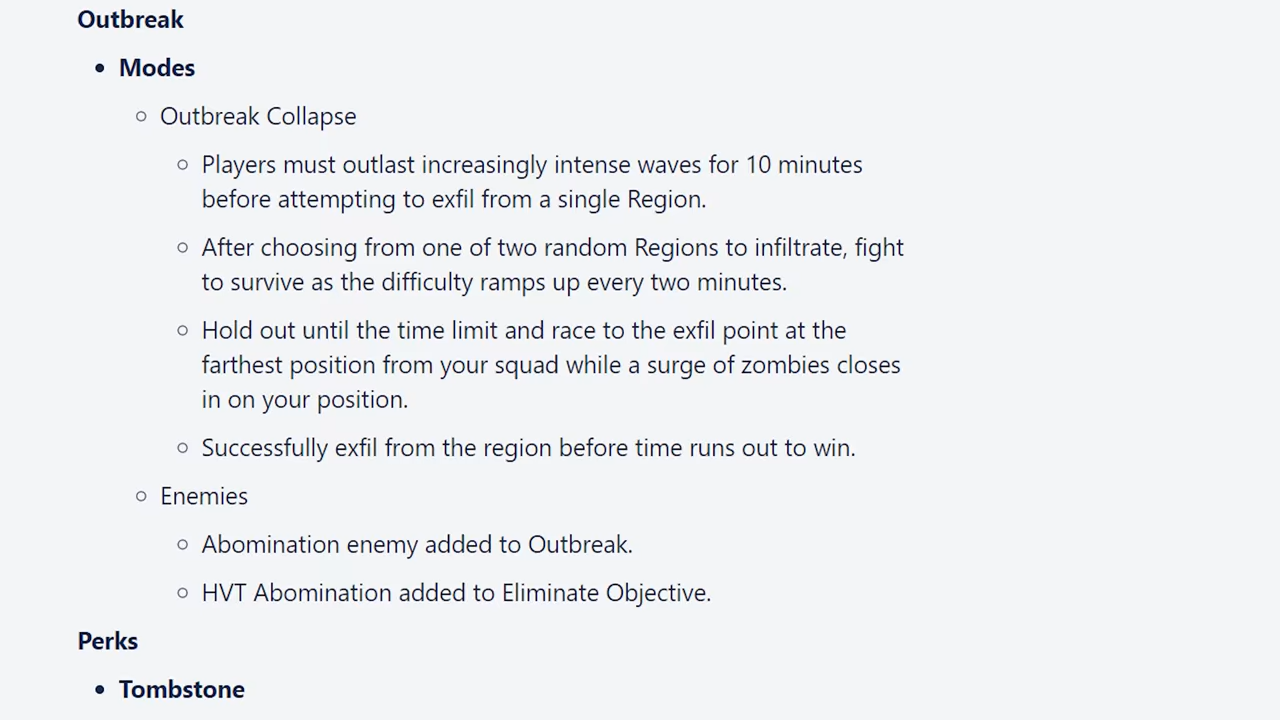 Outbreak
• Modes
○ Outbreak Collapse
○ Players must outlast increasingly intense waves for 10 minutes
before attempting to exfil from a single Region.
○ After choosing from one of two random Regions to infiltrate, fight
to survive as the difficulty ramps up every two minutes.
○ Hold out until the time limit and race to the exfil point at the
farthest position from your squad while a surge of zombies closes
in on your position.
○ Successfully exfil from the region before time runs out to win.
○ Enemies
○ Abomination enemy added to Outbreak.
○ HVT Abomination added to Eliminate Objective.
Perks
• Tombstone